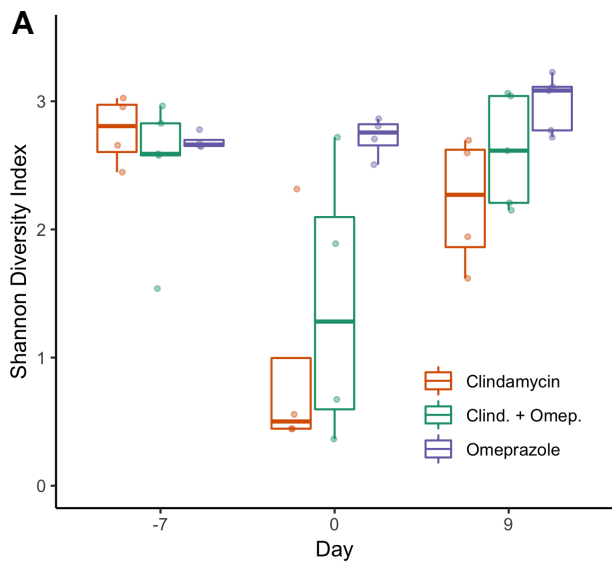 A
Shannon Diversity Index
3
2
1
0
-7
0
9
Day
Clindamycin
Clind. + Omep.
Omeprazole